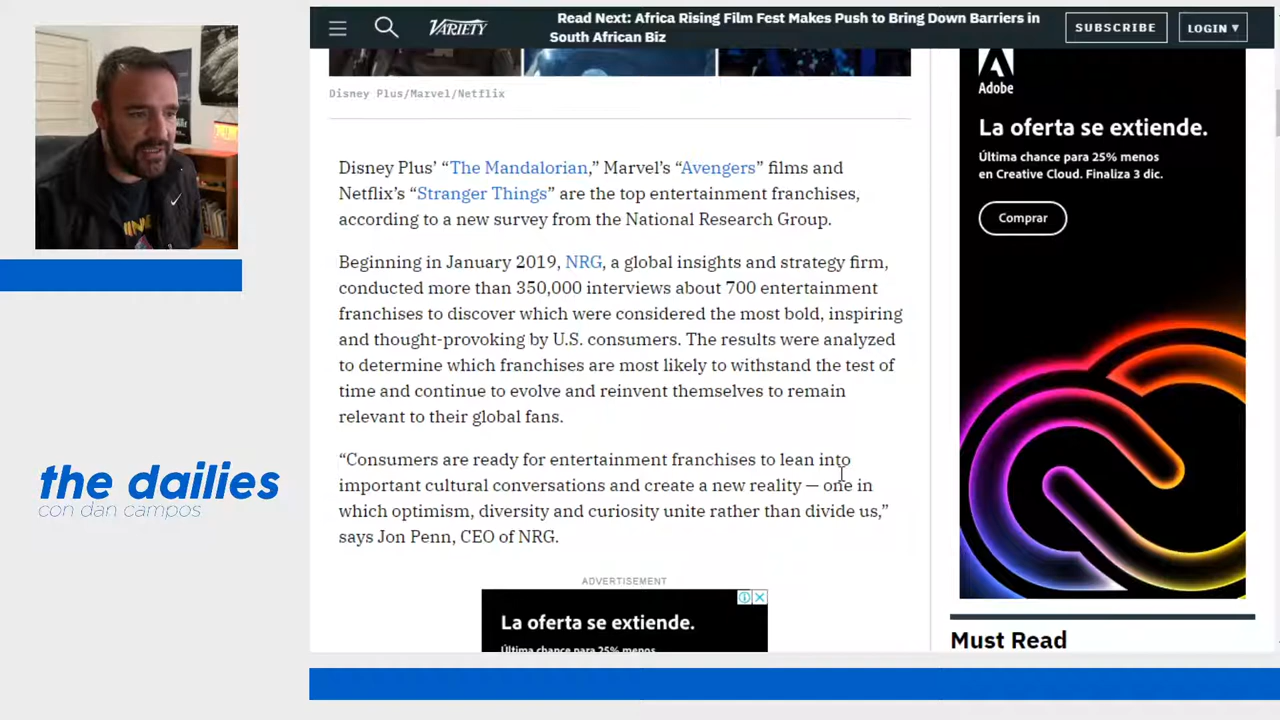 VARIETY
Read Next: Africa Rising Film Fest Makes Push to Bring Down Barriers in
South African Biz
SUBSCRIBE
LOGIN ▾
Disney Plus/Marvel/Netflix
Disney Plus’ “The Mandalorian,” Marvel’s “Avengers” films and
Netflix’s “Stranger Things” are the top entertainment franchises,
according to a new survey from the National Research Group.
Beginning in January 2019, NRG, a global insights and strategy firm,
conducted more than 350,000 interviews about 700 entertainment
franchises to discover which were considered the most bold, inspiring
and thought-provoking by U.S. consumers. The results were analyzed
to determine which franchises are most likely to withstand the test of
time and continue to evolve and reinvent themselves to remain
relevant to their global fans.
“Consumers are ready for entertainment franchises to lean into
important cultural conversations and create a new reality — one in
which optimism, diversity and curiosity unite rather than divide us,”
says Jon Penn, CEO of NRG.
ADVERTISEMENT
La oferta se extiende.
Última chance para 25% menos
Adobe
La oferta se extiende.
Última chance para 25% menos
en Creative Cloud. Finaliza 3 dic.
Comprar
Must Read
the dailies
con dan campos